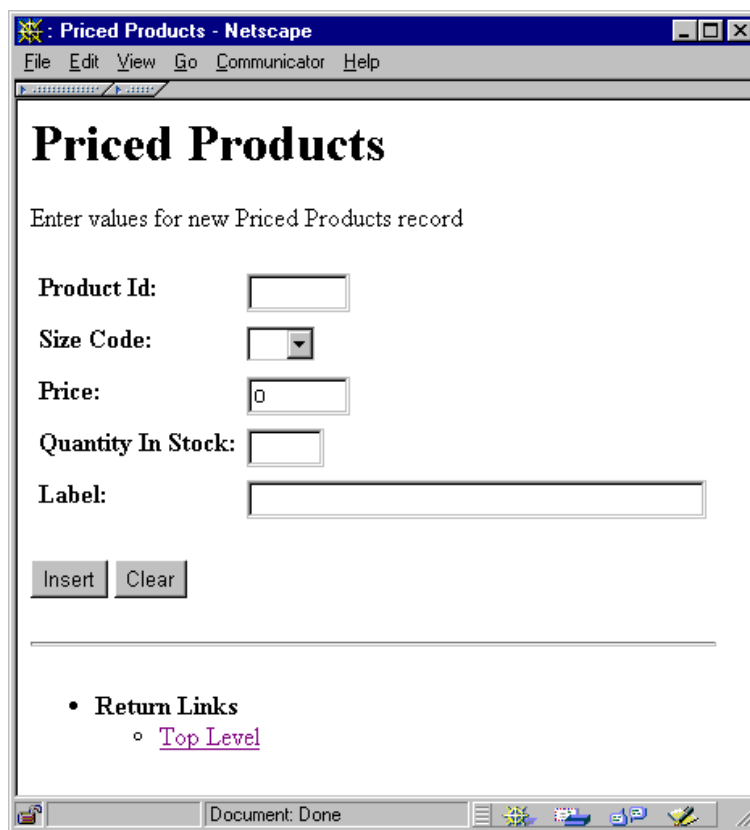 : Priced Products - Netscape
File Edit View Go Communicator Help
Priced Products
Enter values for new Priced Products record
Product Id:
Size Code:
Price: 0
Quantity In Stock:
Label:
Insert Clear
• Return Links
○ Top Level
Document: Done